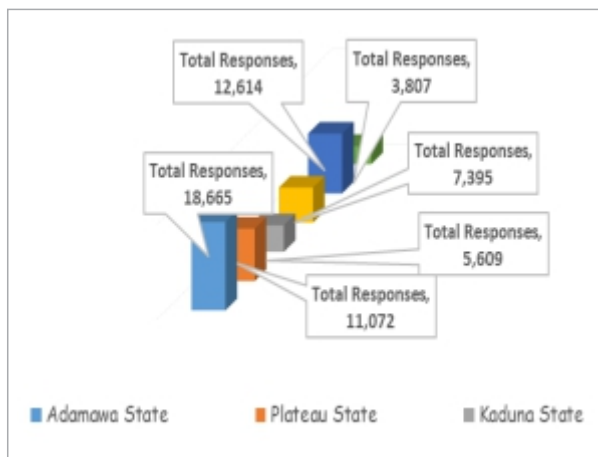 Total Responses,
12,614
Total Responses,
3,807
Total Responses,
7,395
Total Responses,
18,665
Total Responses,
5,609
Total Responses,
11,072
Adamawa State
Plateau State
Kaduna State